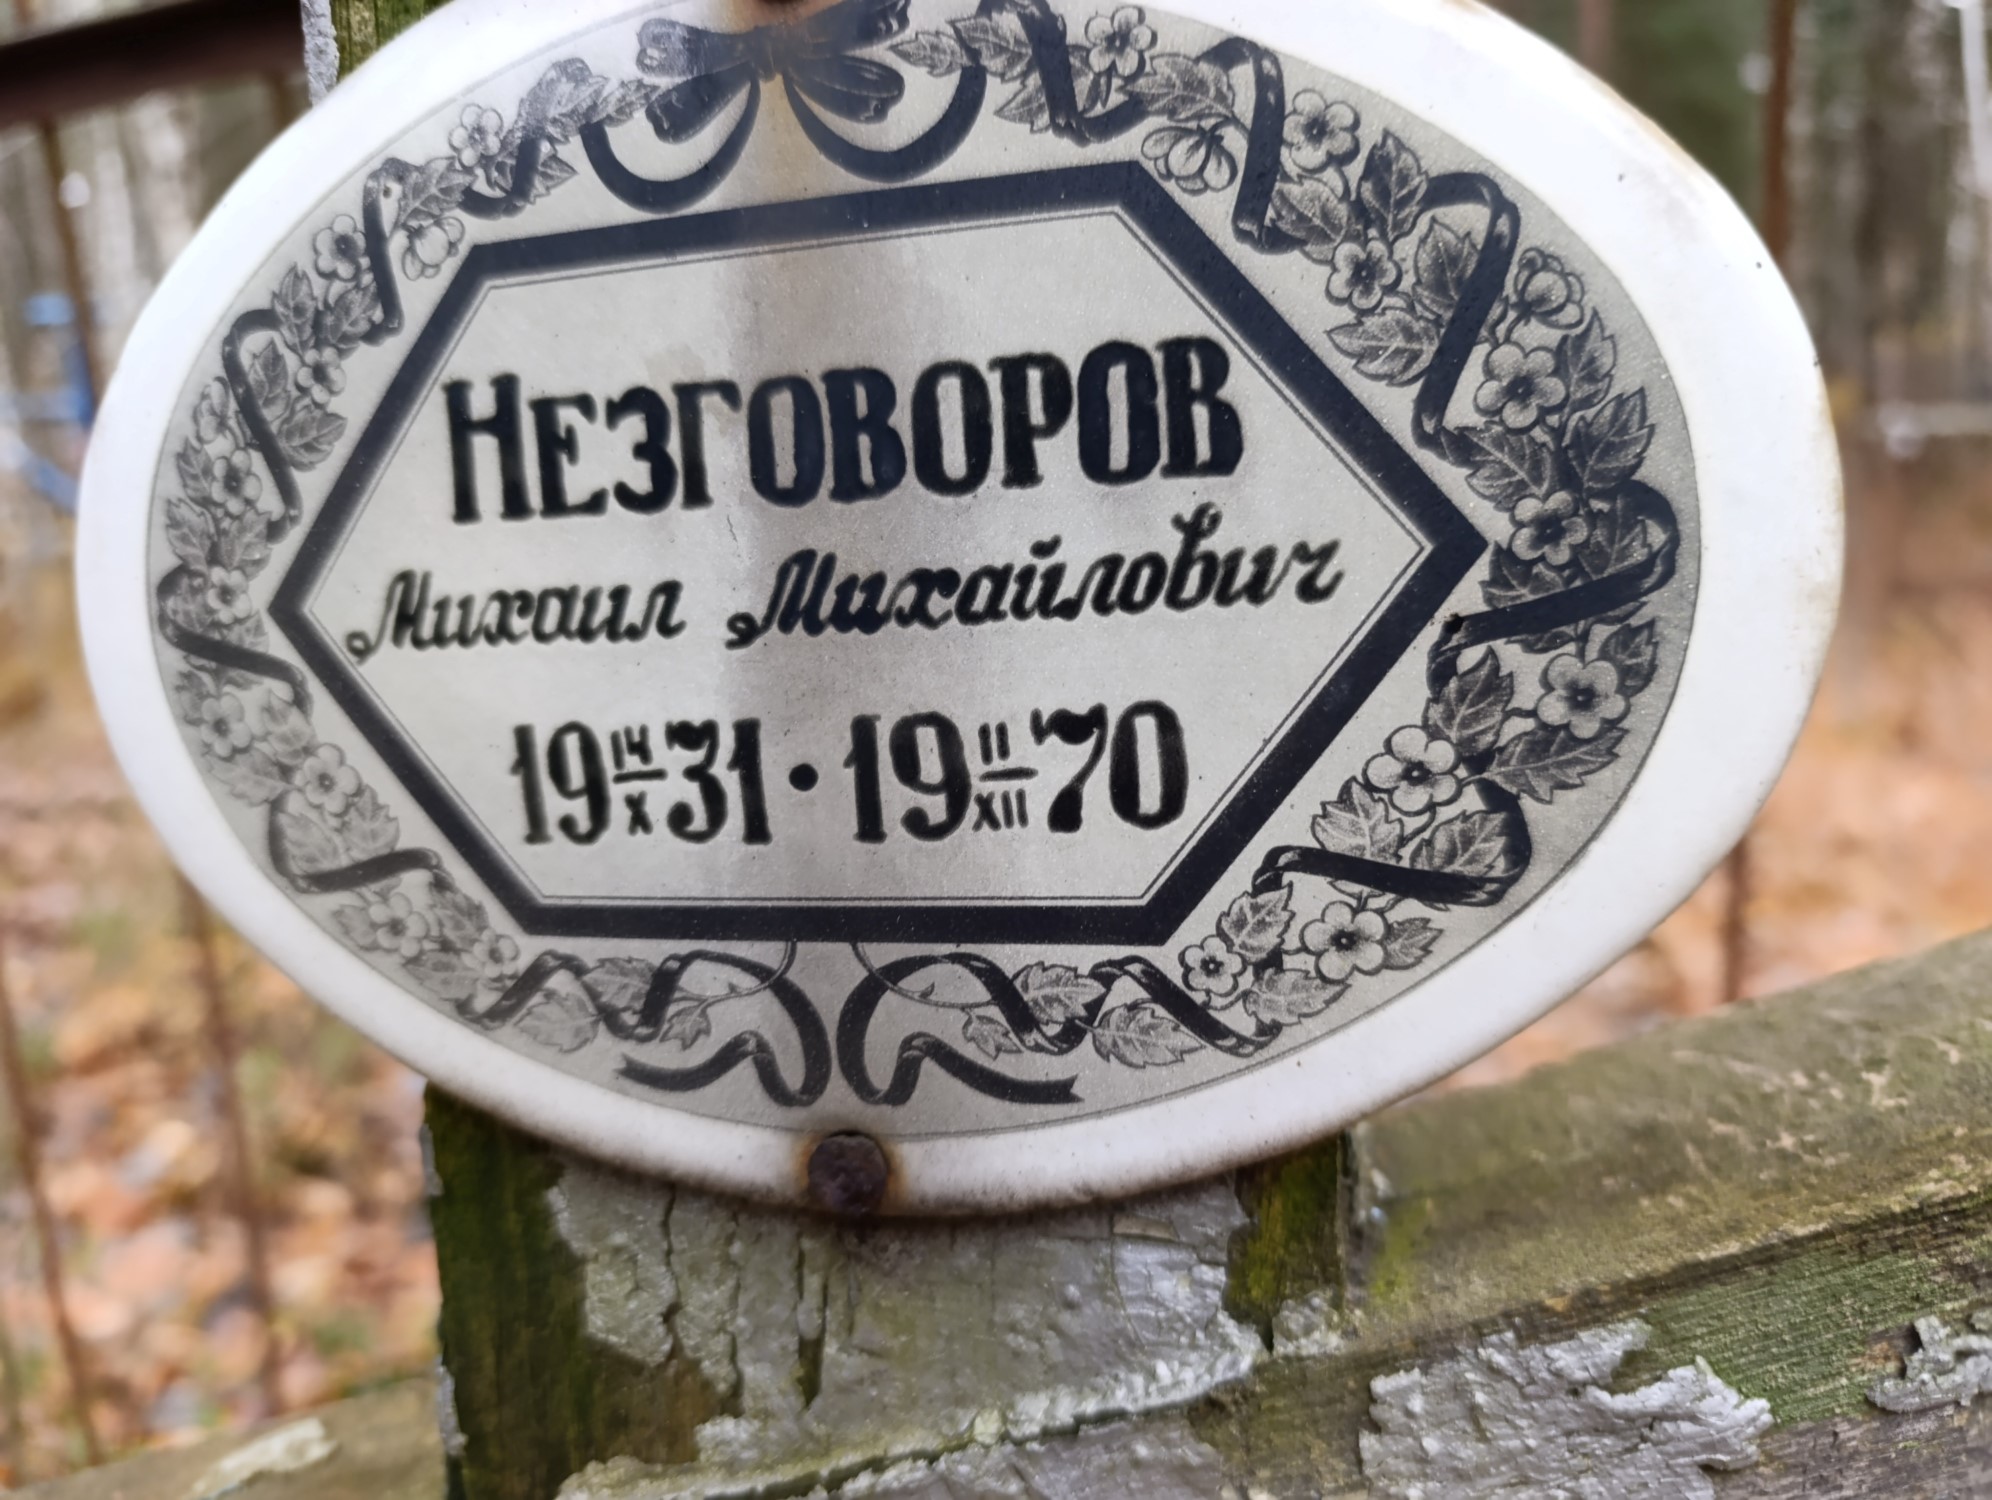 НЕЗГОВОРОВ
Михаил Михайлович
19 14/X 31 • 19 11/XII 70